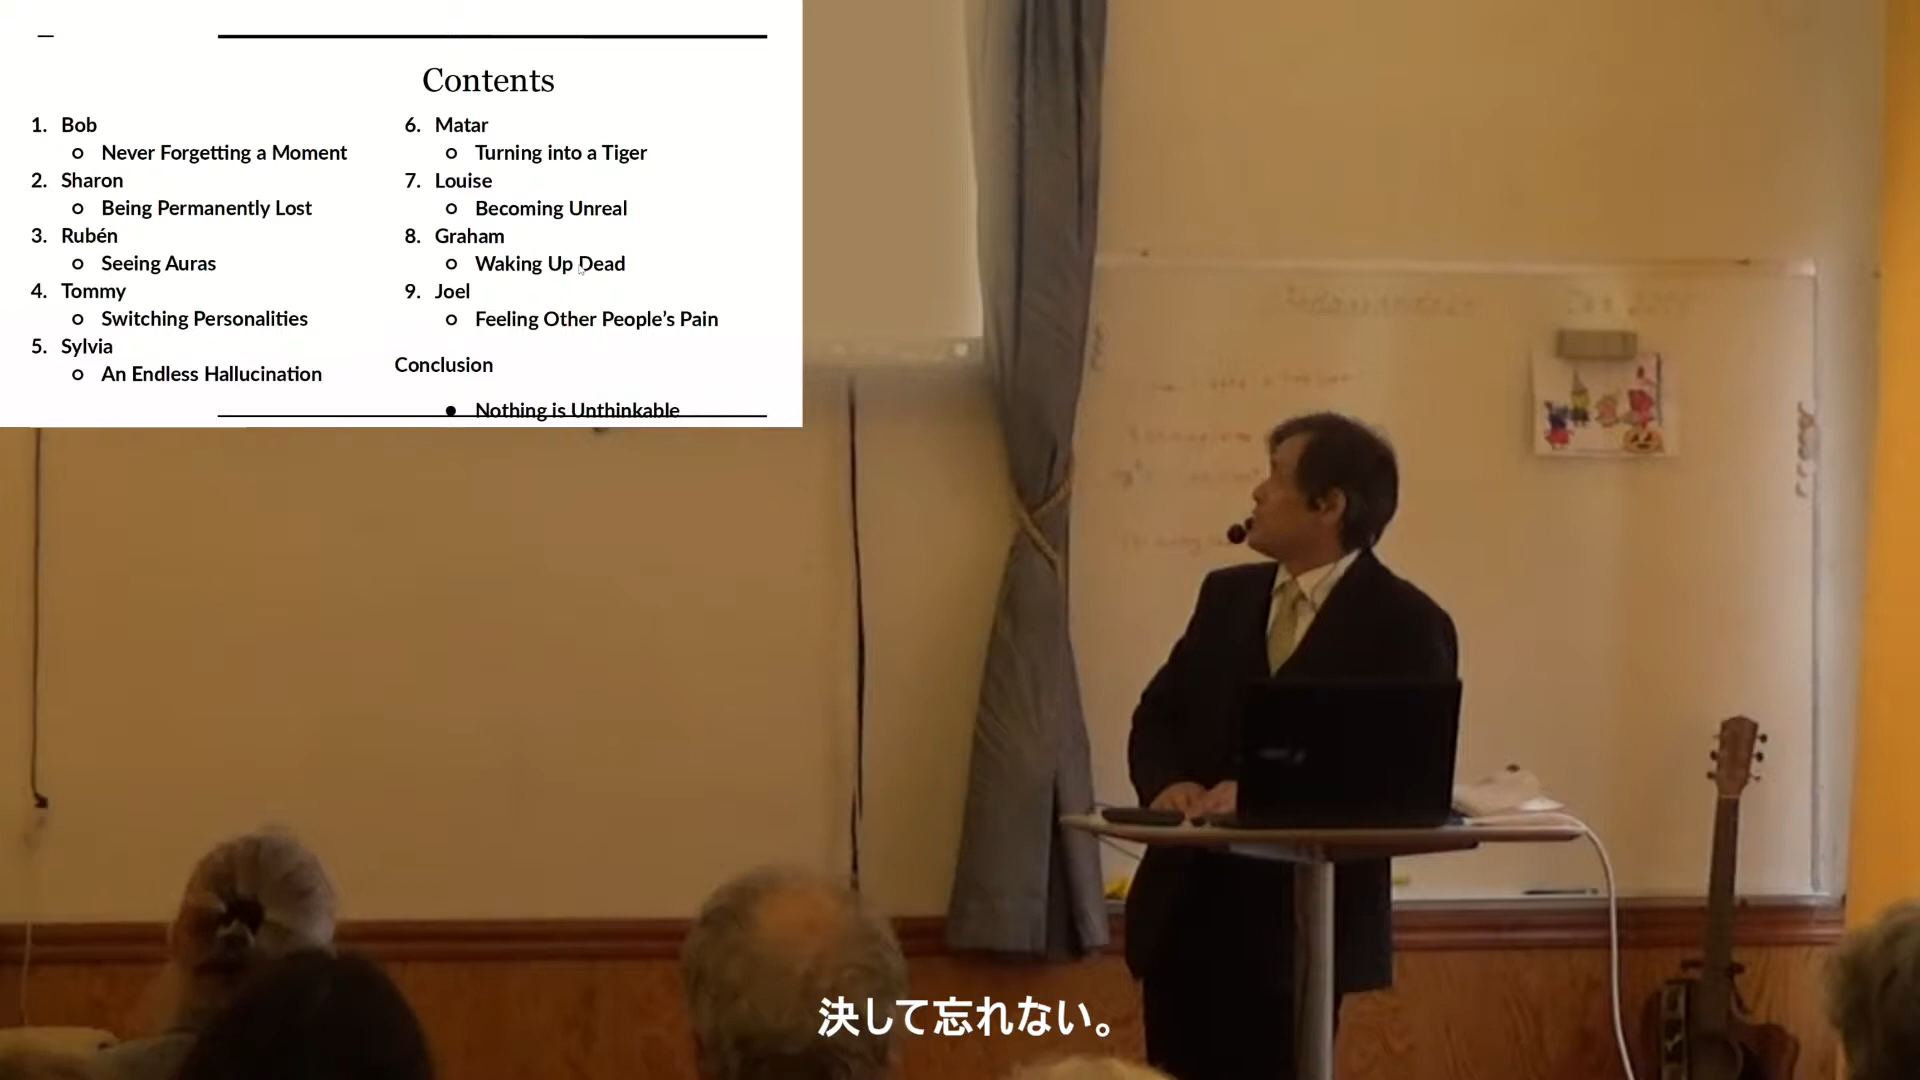 Contents
1. Bob
Never Forgetting a Moment
2. Sharon
Being Permanently Lost
3. Rubén
Seeing Auras
4. Tommy
Switching Personalities
5. Sylvia
An Endless Hallucination
6. Matar
Turning into a Tiger
7. Louise
Becoming Unreal
8. Graham
Waking Up Dead
9. Joel
Feeling Other People’s Pain
Conclusion
Nothing is Unthinkable
決して忘れない。